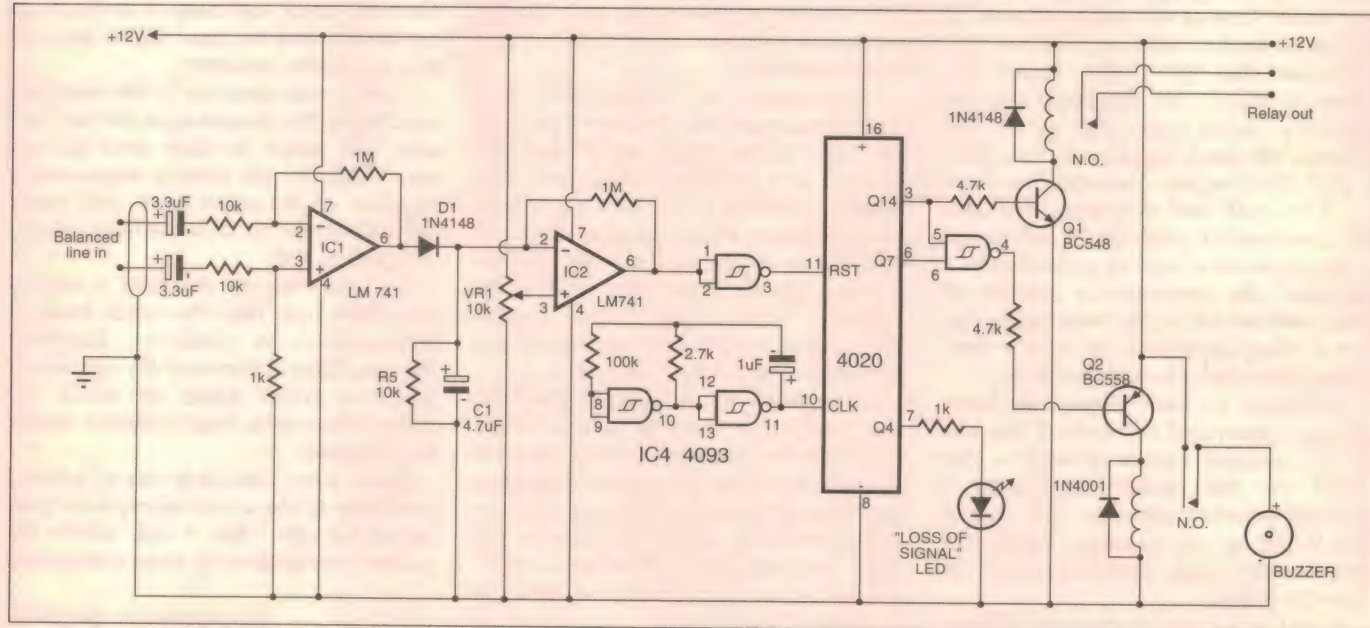 +12V
+12V
Relay out
1N4148
N.O.
16
+
1M
1M
3.3uF
+
-
10k
7
2
-
IC1
6
3
+
4
LM 741
Balanced
line in
3.3uF
+
-
10k
1k
D1
1N4148
7
2
-
IC2
6
3
+
4
LM741
VR1
10k
R5
10k
+
-
C1
4.7uF
1
2
3
11
RST
Q14
3
4.7k
Q1
BC548
Q7
6
5
6
4
4.7k
100k
2.7k
1uF
-
+
8
9
10
12
13
11
IC4 4093
10
CLK
4020
Q4
7
1k
-
8
"LOSS OF
SIGNAL"
LED
Q2
BC558
1N4001
N.O.
+
-
BUZZER